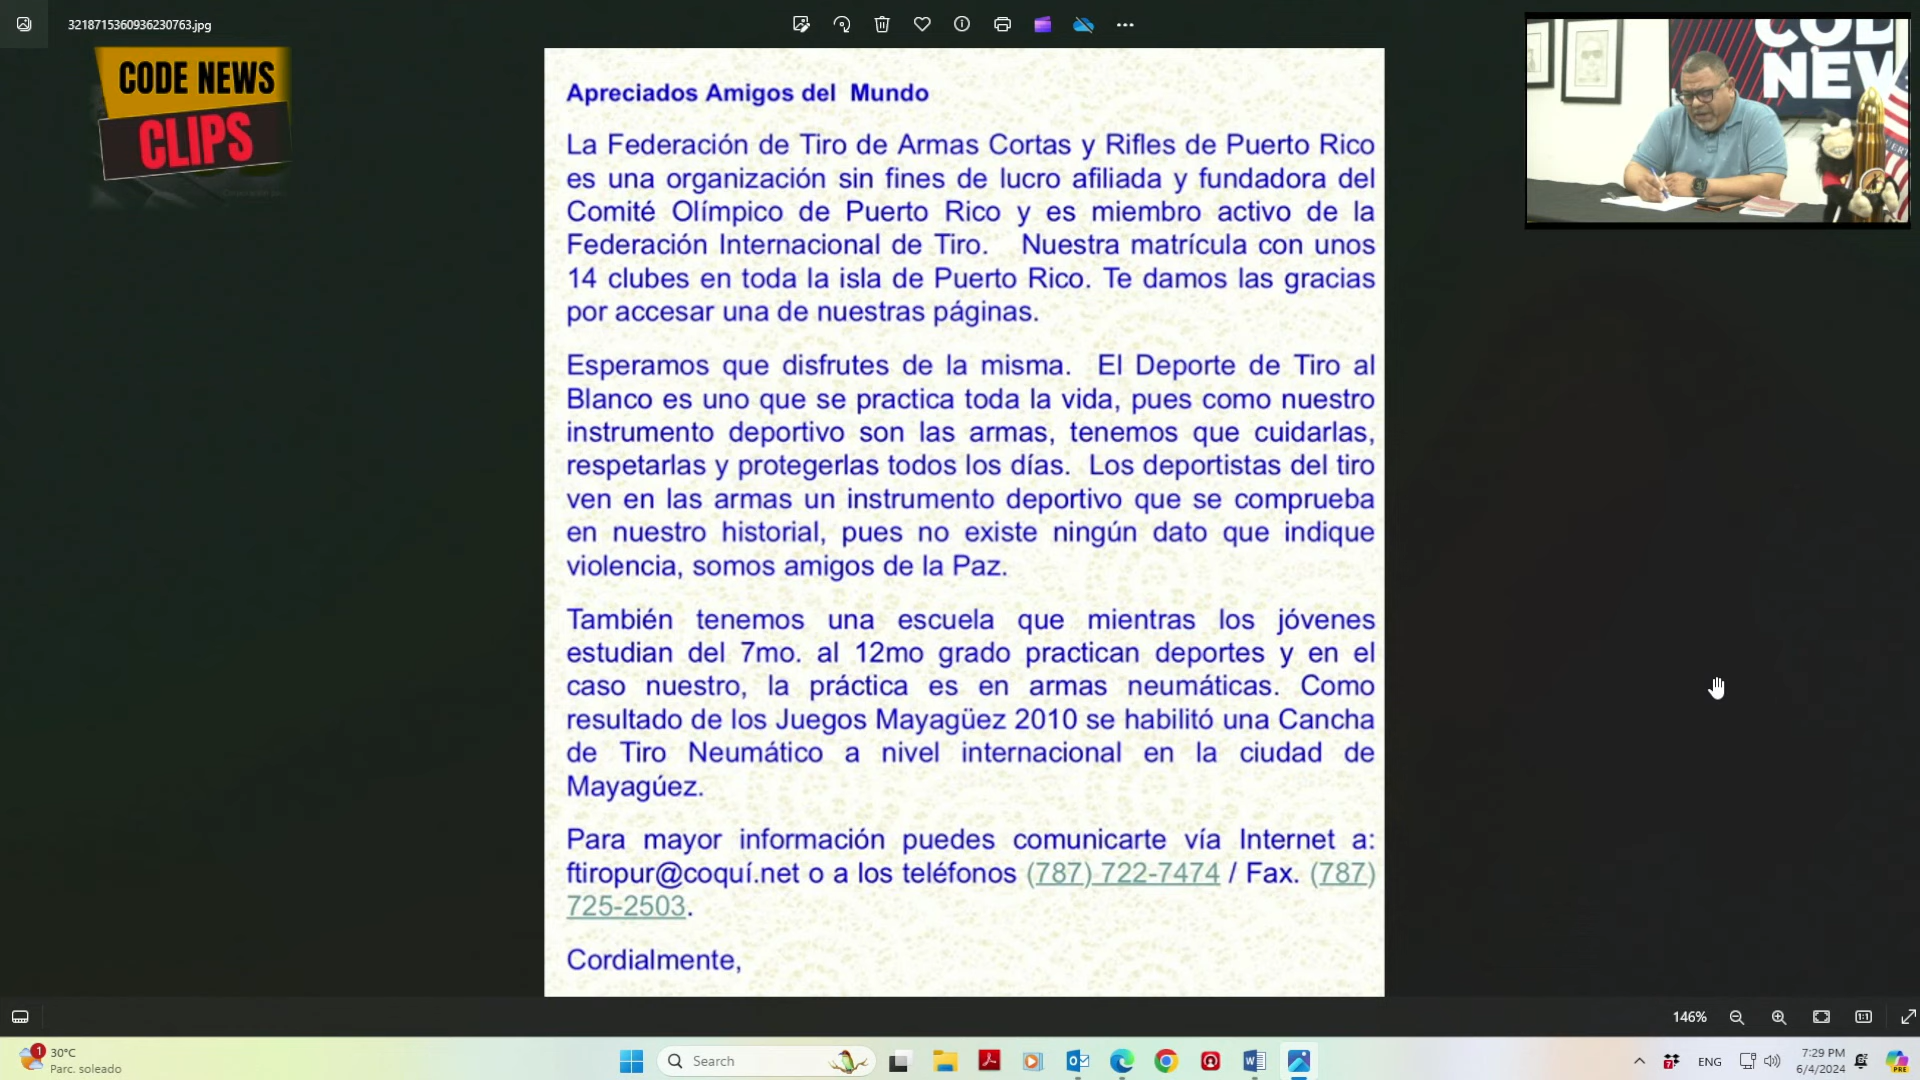 3218715360936230763.jpg
CODE NEWS
CLIPS
COD
NEW
Apreciados Amigos del Mundo
La Federación de Tiro de Armas Cortas y Rifles de Puerto Rico
es una organización sin fines de lucro afiliada y fundadora del
Comité Olímpico de Puerto Rico y es miembro activo de la
Federación Internacional de Tiro. Nuestra matrícula con unos
14 clubes en toda la isla de Puerto Rico. Te damos las gracias
por accesar una de nuestras páginas.
Esperamos que disfrutes de la misma. El Deporte de Tiro al
Blanco es uno que se practica toda la vida, pues como nuestro
instrumento deportivo son las armas, tenemos que cuidarlas,
respetarlas y protegerlas todos los días. Los deportistas del tiro
ven en las armas un instrumento deportivo que se comprueba
en nuestro historial, pues no existe ningún dato que indique
violencia, somos amigos de la Paz.
También tenemos una escuela que mientras los jóvenes
estudian del 7mo. al 12mo grado practican deportes y en el
caso nuestro, la práctica es en armas neumáticas. Como
resultado de los Juegos Mayagüez 2010 se habilitó una Cancha
de Tiro Neumático a nivel internacional en la ciudad de
Mayagúez.
Para mayor información puedes comunicarte vía Internet a:
ftiropur@coquí.net o a los teléfonos (787) 722-7474 / Fax. (787)
725-2503.
Cordialmente,
146%
1:1
1
30°C
Parc. soleado
Search
ENG
7:29 PM
6/4/2024
PRE